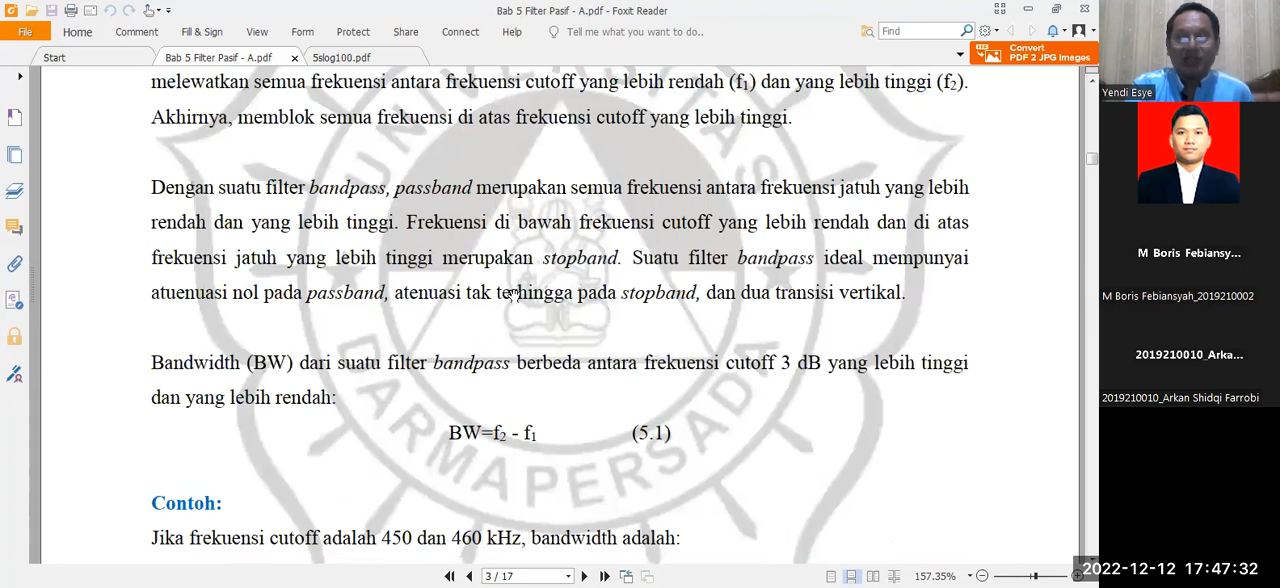 Bab 5 Filter Pasif - A.pdf - Foxit Reader
File Home Comment Fill & Sign View Form Protect Share Connect Help Tell me what you want to do.. Find
Start Bab 5 Filter Pasif - A.pdf 5slog100.pdf
Convert
PDF 2 JPG Images
melewatkan semua frekuensi antara frekuensi cutoff yang lebih rendah (f1) dan yang lebih tinggi (f2).
Akhirnya, memblok semua frekuensi di atas frekuensi cutoff yang lebih tinggi.
Dengan suatu filter bandpass, passband merupakan semua frekuensi antara frekuensi jatuh yang lebih
rendah dan yang lebih tinggi. Frekuensi di bawah frekuensi cutoff yang lebih rendah dan di atas
frekuensi jatuh yang lebih tinggi merupakan stopband. Suatu filter bandpass ideal mempunyai
atuenuasi nol pada passband, atenuasi tak terhingga pada stopband, dan dua transisi vertikal.
Bandwidth (BW) dari suatu filter bandpass berbeda antara frekuensi cutoff 3 dB yang lebih tinggi
dan yang lebih rendah:
BW=f2 - f1 (5.1)
Contoh:
Jika frekuensi cutoff adalah 450 dan 460 kHz, bandwidth adalah:
UNIVERSITAS
DARMA PERSADA
3 / 17
157.35%
Yendi Esye
M Boris Febiansy...
M Boris Febiansyah_2019210002
2019210010_Arka...
2019210010_Arkan Shidqi Farrobi
2022-12-12 17:47:32